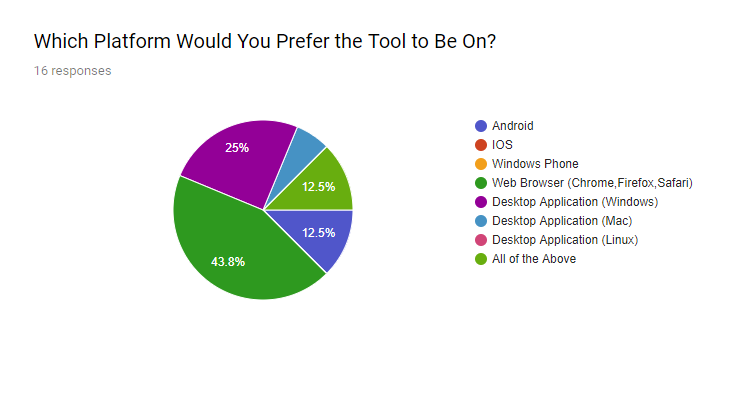 Which Platform Would You Prefer the Tool to Be On?
16 responses
25%
12.5%
12.5%
43.8%
Android
IOS
Windows Phone
Web Browser (Chrome,Firefox,Safari)
Desktop Application (Windows)
Desktop Application (Mac)
Desktop Application (Linux)
All of the Above